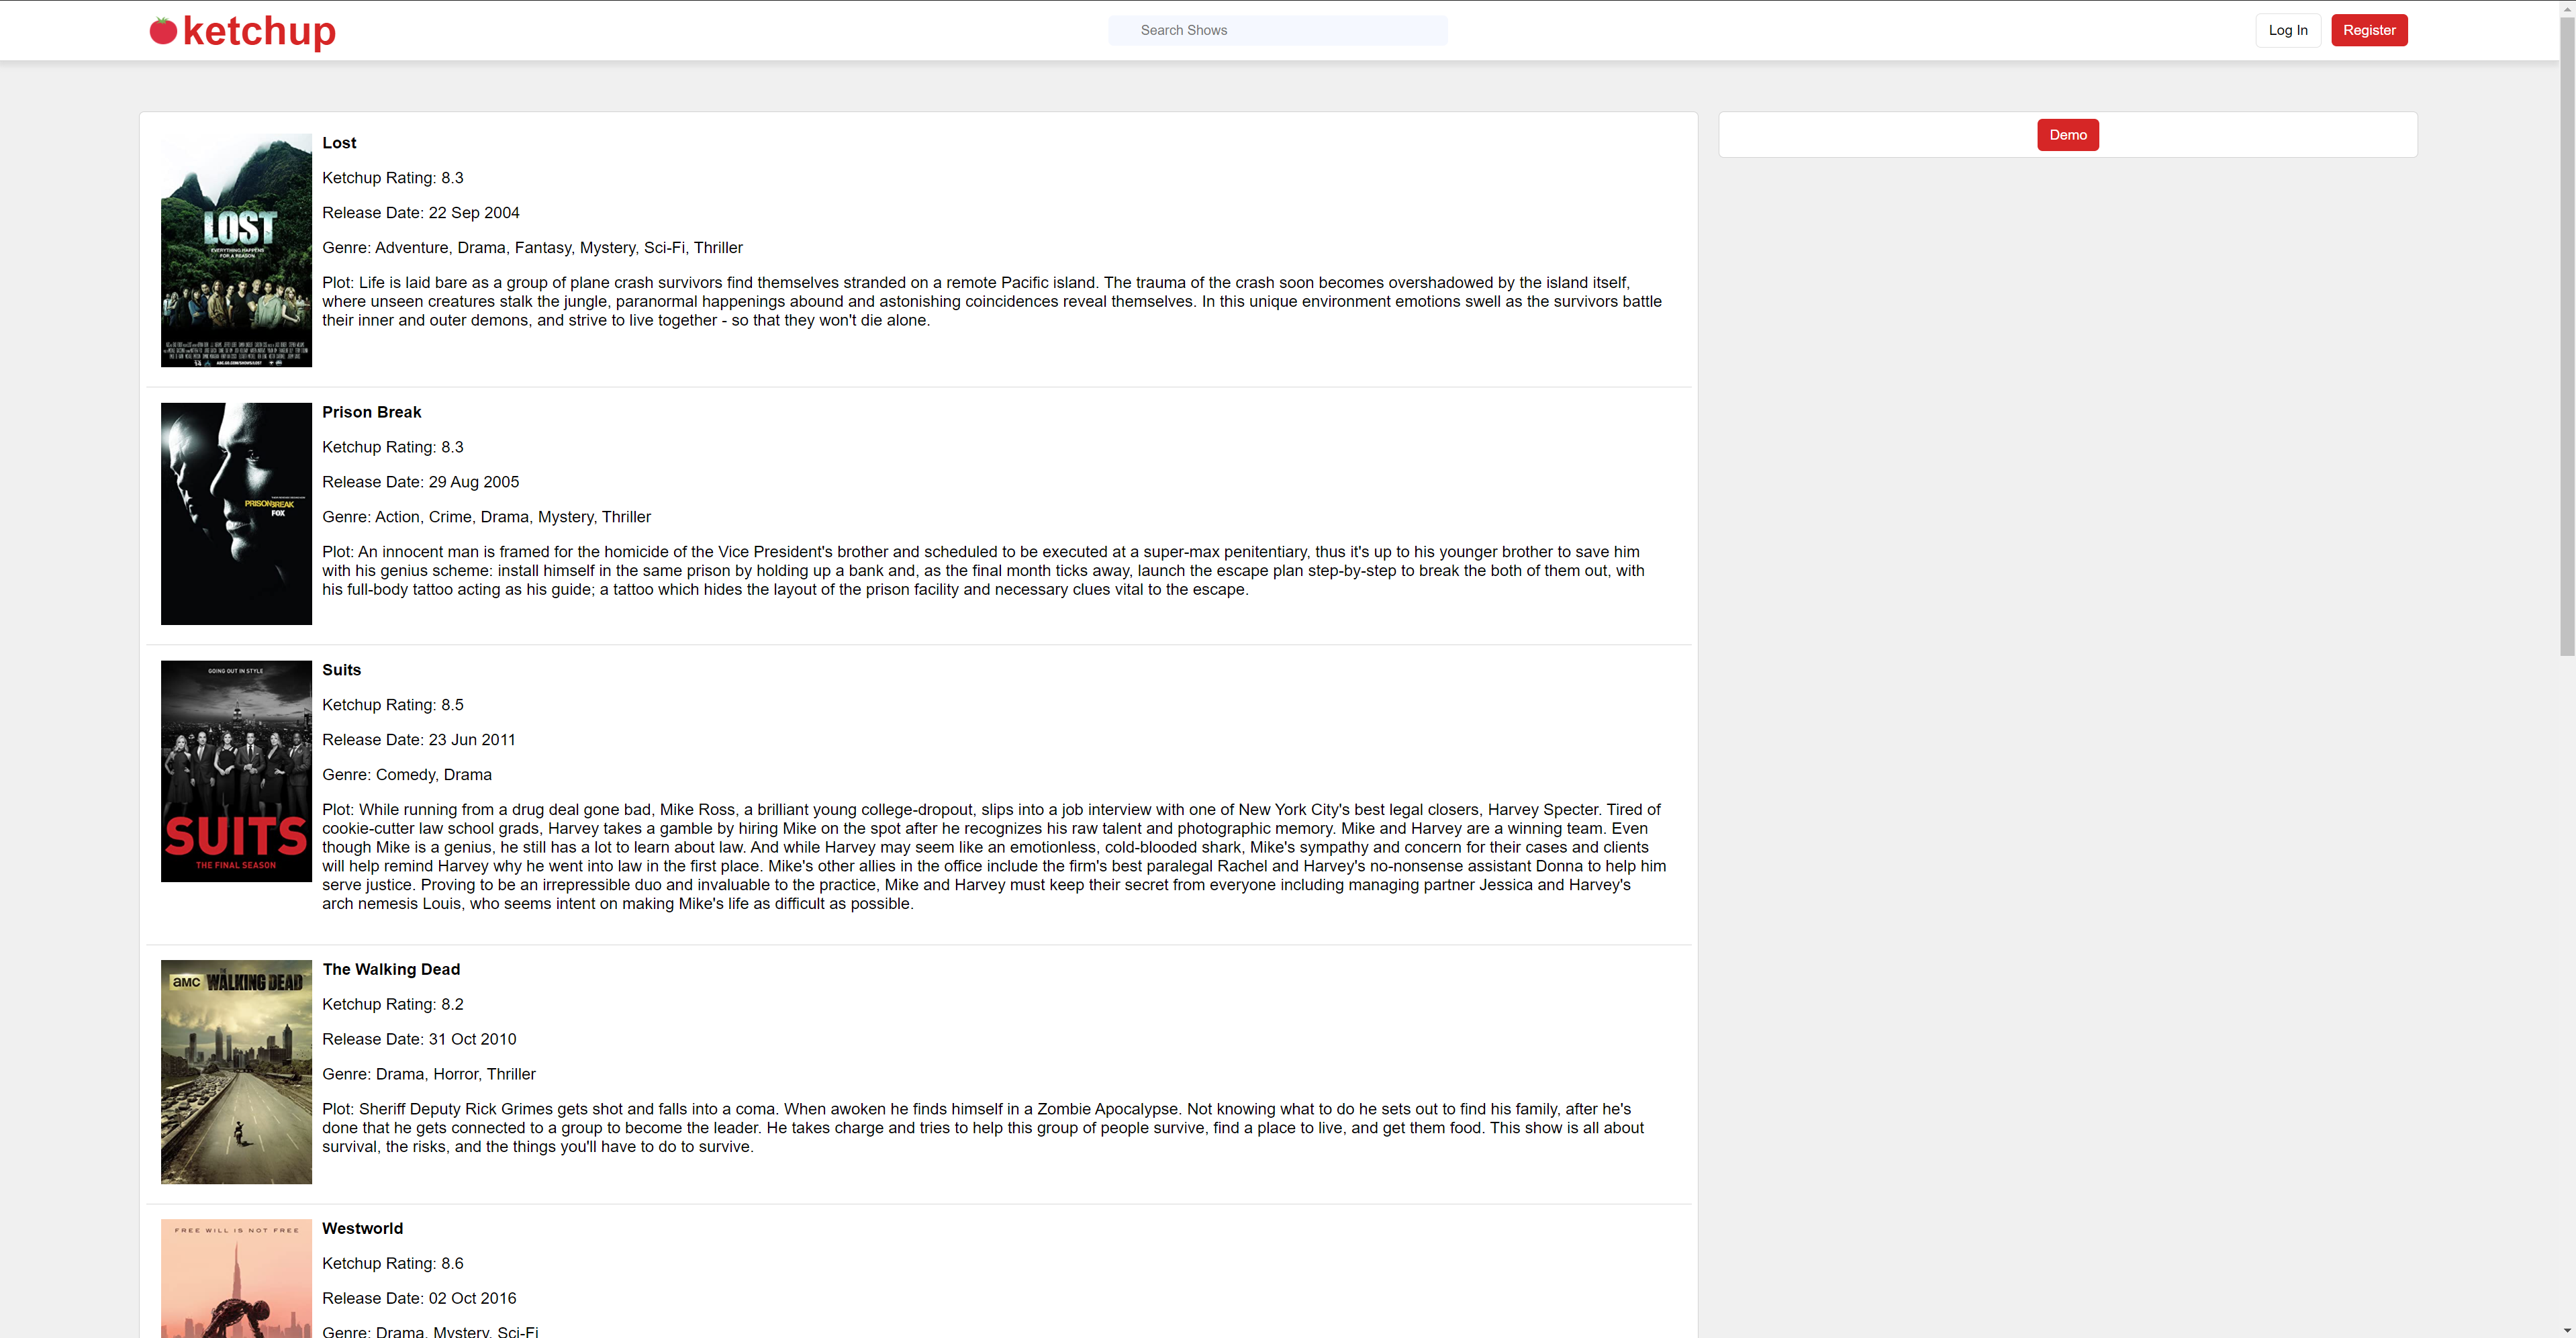 ketchup
Search Shows
Log In
Register
Demo
LOST
EVERYTHING HAPPENS
FOR A REASON
Lost
Ketchup Rating: 8.3
Release Date: 22 Sep 2004
Genre: Adventure, Drama, Fantasy, Mystery, Sci-Fi, Thriller
Plot: Life is laid bare as a group of plane crash survivors find themselves stranded on a remote Pacific island. The trauma of the crash soon becomes overshadowed by the island itself,
where unseen creatures stalk the jungle, paranormal happenings abound and astonishing coincidences reveal themselves. In this unique environment emotions swell as the survivors battle
their inner and outer demons, and strive to live together - so that they won't die alone.
PRISON BREAK
FOX
Prison Break
Ketchup Rating: 8.3
Release Date: 29 Aug 2005
Genre: Action, Crime, Drama, Mystery, Thriller
Plot: An innocent man is framed for the homicide of the Vice President's brother and scheduled to be executed at a super-max penitentiary, thus it's up to his younger brother to save him
with his genius scheme: install himself in the same prison by holding up a bank and, as the final month ticks away, launch the escape plan step-by-step to break the both of them out, with
his full-body tattoo acting as his guide; a tattoo which hides the layout of the prison facility and necessary clues vital to the escape.
GOING OUT IN STYLE
SUITS
THE FINAL SEASON
Suits
Ketchup Rating: 8.5
Release Date: 23 Jun 2011
Genre: Comedy, Drama
Plot: While running from a drug deal gone bad, Mike Ross, a brilliant young college-dropout, slips into a job interview with one of New York City's best legal closers, Harvey Specter. Tired of
cookie-cutter law school grads, Harvey takes a gamble by hiring Mike on the spot after he recognizes his raw talent and photographic memory. Mike and Harvey are a winning team. Even
though Mike is a genius, he still has a lot to learn about law. And while Harvey may seem like an emotionless, cold-blooded shark, Mike's sympathy and concern for their cases and clients
will help remind Harvey why he went into law in the first place. Mike's other allies in the office include the firm's best paralegal Rachel and Harvey's no-nonsense assistant Donna to help him
serve justice. Proving to be an irrepressible duo and invaluable to the practice, Mike and Harvey must keep their secret from everyone including managing partner Jessica and Harvey's
arch nemesis Louis, who seems intent on making Mike's life as difficult as possible.
aMC THE WALKING DEAD
The Walking Dead
Ketchup Rating: 8.2
Release Date: 31 Oct 2010
Genre: Drama, Horror, Thriller
Plot: Sheriff Deputy Rick Grimes gets shot and falls into a coma. When awoken he finds himself in a Zombie Apocalypse. Not knowing what to do he sets out to find his family, after he's
done that he gets connected to a group to become the leader. He takes charge and tries to help this group of people survive, find a place to live, and get them food. This show is all about
survival, the risks, and the things you'll have to do to survive.
FREE WILL IS NOT FREE
Westworld
Ketchup Rating: 8.6
Release Date: 02 Oct 2016
Genre: Drama, Mystery, Sci-Fi